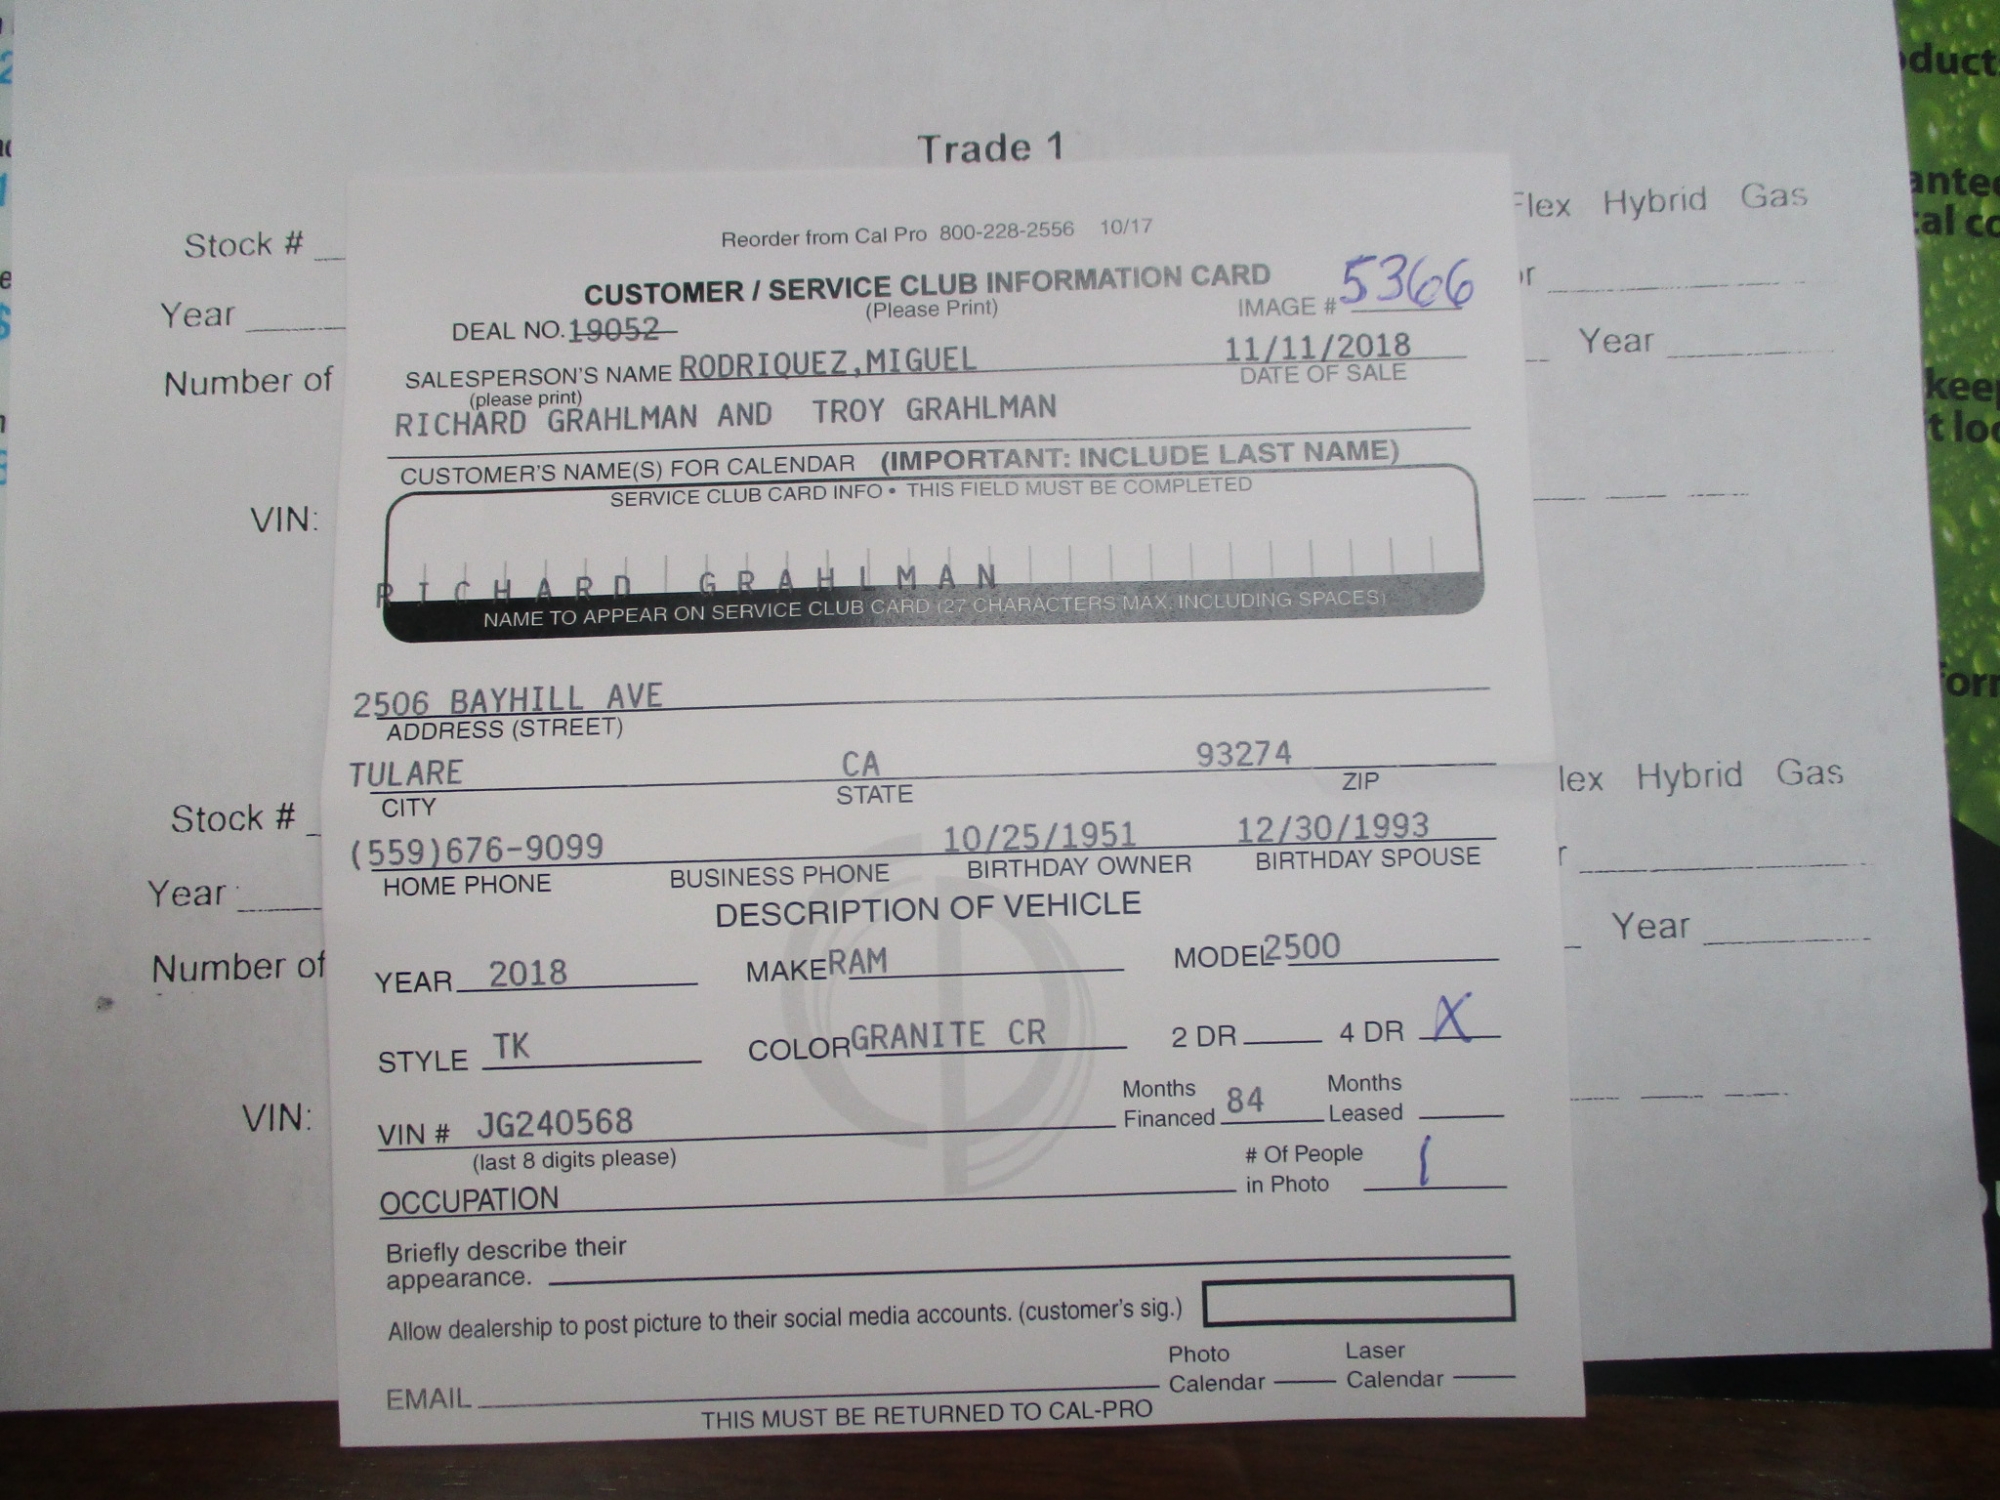 Trade 1
Flex Hybrid Gas
Stock #
Reorder from Cal Pro 800-228-2556 10/17
CUSTOMER / SERVICE CLUB INFORMATION CARD
(Please Print)
IMAGE # 5366
Year
DEAL NO. 19052
Year
SALESPERSON'S NAME RODRIQUEZ,MIGUEL 11/11/2018
(please print) DATE OF SALE
Number of
RICHARD GRAHLMAN AND TROY GRAHLMAN
CUSTOMER'S NAME(S) FOR CALENDAR (IMPORTANT: INCLUDE LAST NAME)
SERVICE CLUB CARD INFO • THIS FIELD MUST BE COMPLETED
VIN:
RICHARD GRAHLMAN
NAME TO APPEAR ON SERVICE CLUB CARD (27 CHARACTERS MAX. INCLUDING SPACES)
2506 BAYHILL AVE
ADDRESS (STREET)
TULARE CA 93274
CITY STATE ZIP
lex Hybrid Gas
Stock #
(559)676-9099 10/25/1951 12/30/1993
HOME PHONE BUSINESS PHONE BIRTHDAY OWNER BIRTHDAY SPOUSE
Year
DESCRIPTION OF VEHICLE
Year
Number of
YEAR 2018 MAKE RAM MODEL 2500
STYLE TK COLOR GRANITE CR 2 DR 4 DR X
VIN:
VIN # JG240568 Months Financed 84 Months Leased
(last 8 digits please)
# Of People in Photo 1
OCCUPATION
Briefly describe their
appearance.
Allow dealership to post picture to their social media accounts. (customer's sig.)
Photo Calendar Laser Calendar
EMAIL
THIS MUST BE RETURNED TO CAL-PRO